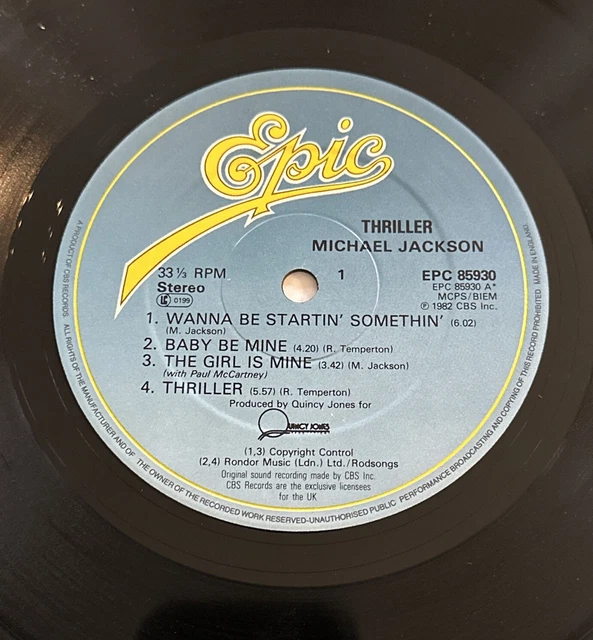 Epic
THRILLER
MICHAEL JACKSON
33 ⅓ RPM
1
EPC 85930
Stereo
EPC 85930 A*
LC 0199
MCPS/BIEM
℗ 1982 CBS Inc.
1. WANNA BE STARTIN' SOMETHIN' (6.02)
(M. Jackson)
2. BABY BE MINE (4.20) (R. Temperton)
3. THE GIRL IS MINE (3.42) (M. Jackson)
(with Paul McCartney)
4. THRILLER (5.57) (R. Temperton)
Produced by Quincy Jones for
QUINCY JONES
(1,3) Copyright Control
(2,4) Rondor Music (Ldn.) Ltd./Rodsongs
Original sound recording made by CBS Inc.
CBS Records are the exclusive licensees
for the UK
A PRODUCT OF CBS RECORDS. ALL RIGHTS OF THE MANUFACTURER AND OF THE OWNER OF THE RECORDED WORK RESERVED-UNAUTHORISED PUBLIC PERFORMANCE BROADCASTING AND COPYING OF THIS RECORD PROHIBITED MADE IN ENGLAND.